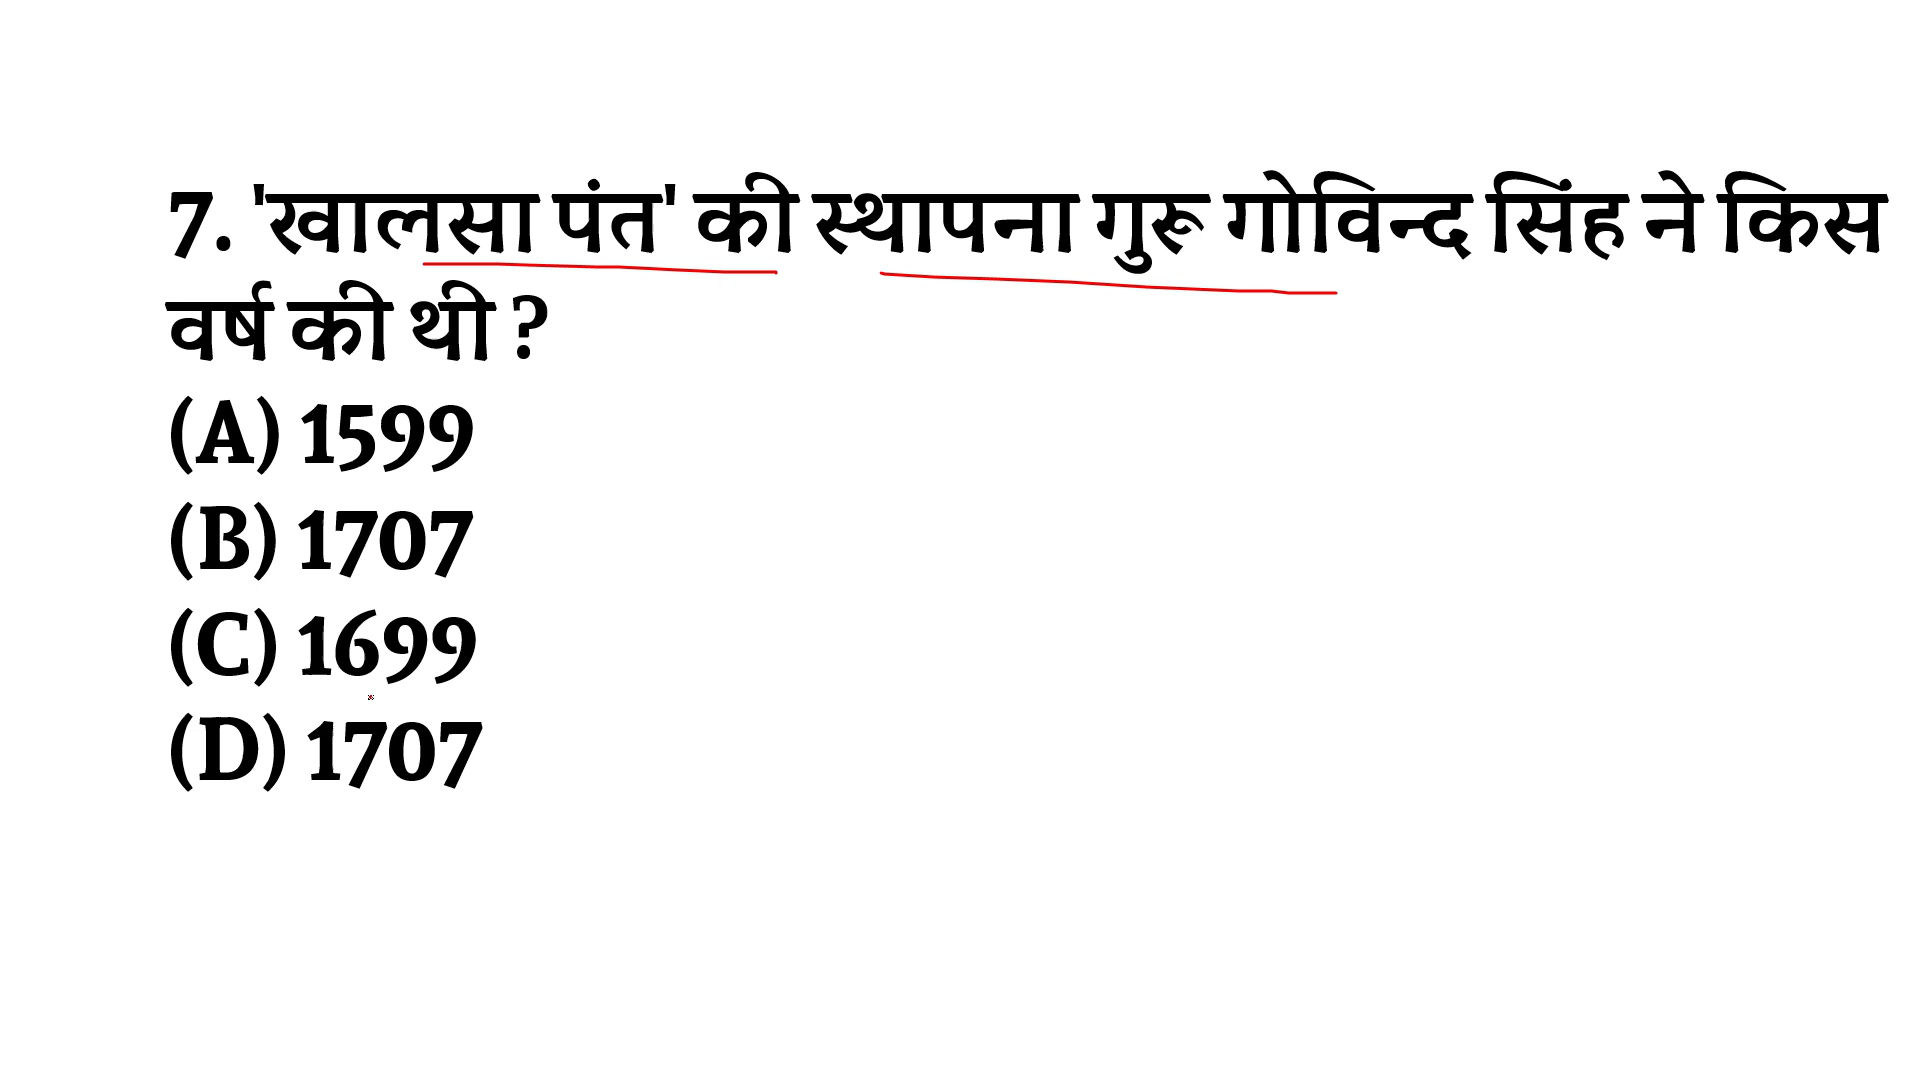 7. 'खालसा पंत' की स्थापना गुरू गोविन्द सिंह ने किस
वर्ष की थी ?
(A) 1599
(B) 1707
(C) 1699
(D) 1707